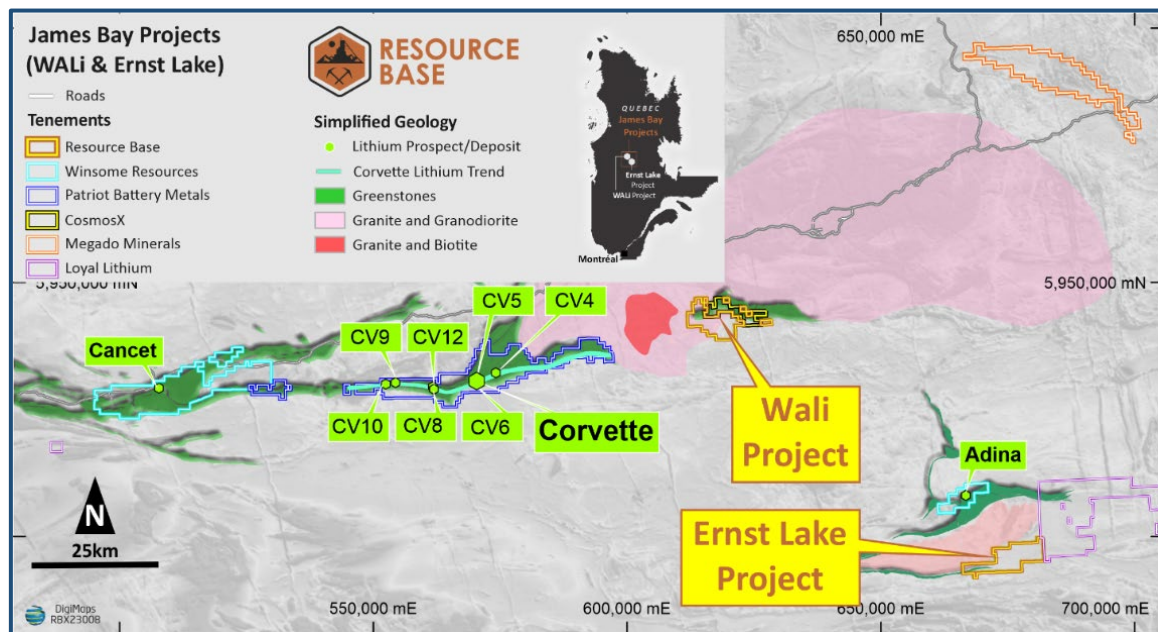 James Bay Projects
(WALi & Ernst Lake)
Roads
Tenements
Resource Base
Winsome Resources
Patriot Battery Metals
CosmosX
Megado Minerals
Loyal Lithium
RESOURCE
BASE
Simplified Geology
Lithium Prospect/Deposit
Corvette Lithium Trend
Greenstones
Granite and Granodiorite
Granite and Biotite
QUEBEC
James Bay
Projects
Ernst Lake
Project
WALi Project
Montréal
650,000 mE
5,950,000 mN
5,950,000 mN
CV5
CV4
Cancet
CV9
CV12
CV10
CV8
CV6
Corvette
Wali
Project
Adina
Ernst Lake
Project
N
25km
DigiMaps
RBX23008
550,000 mE
600,000 mE
650,000 mE
700,000 mE